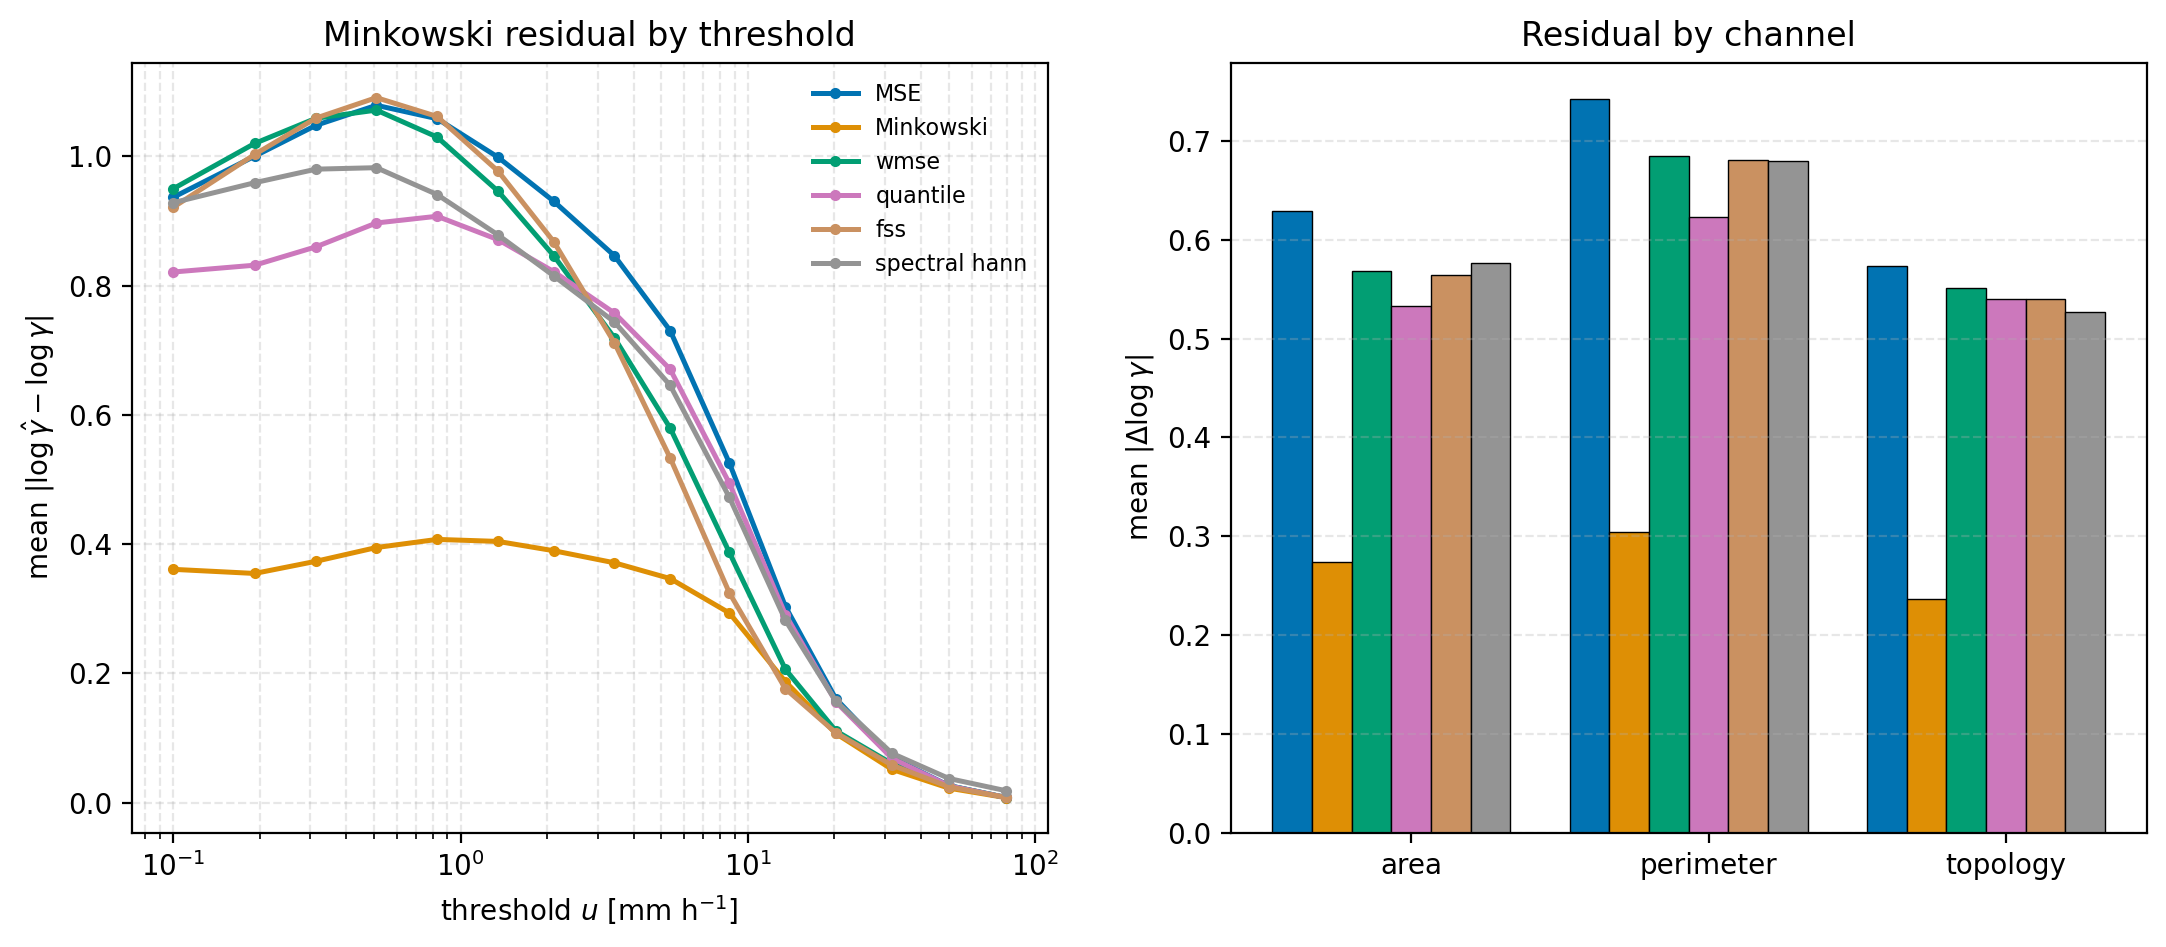 Minkowski residual by threshold
mean |log γ̂ − log γ|
1.0
0.8
0.6
0.4
0.2
0.0
10⁻¹
10⁰
10¹
10²
threshold u [mm h⁻¹]
MSE
Minkowski
wmse
quantile
fss
spectral hann
Residual by channel
mean |Δlog γ|
0.7
0.6
0.5
0.4
0.3
0.2
0.1
0.0
area
perimeter
topology